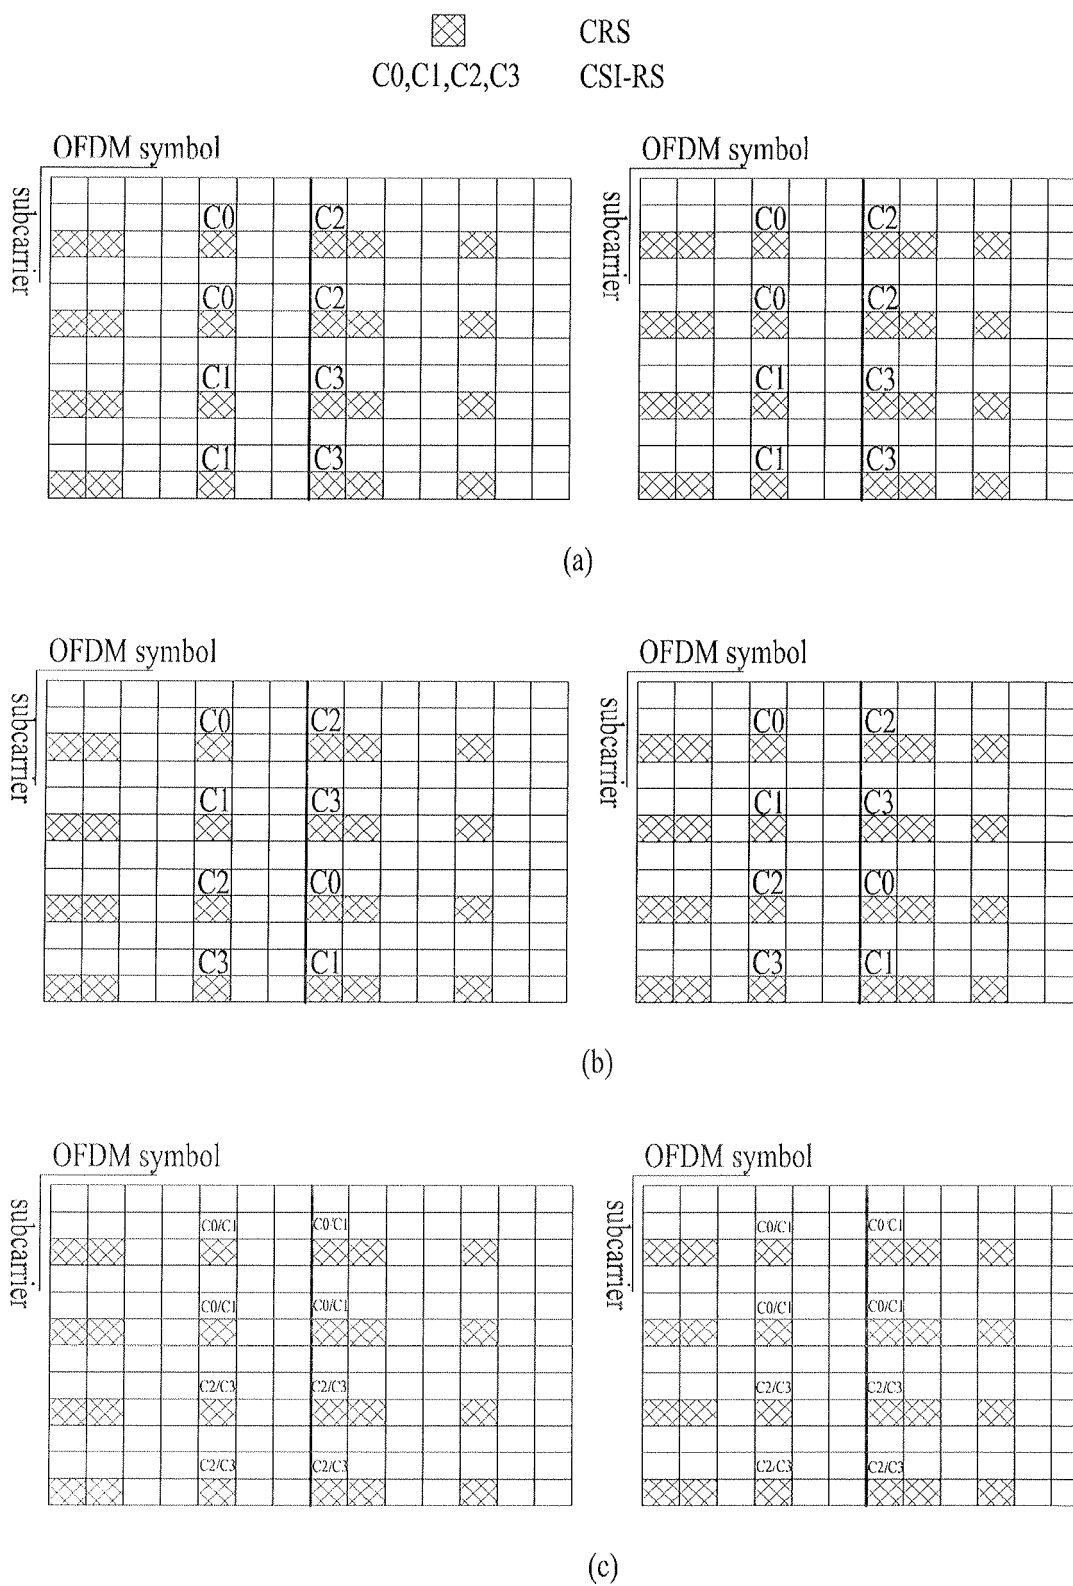 CRS
C0,C1,C2,C3 CSI-RS
OFDM symbol OFDM symbol
subcarrier subcarrier
C0 C2 C0 C2
C0 C2 C0 C2
C1 C3 C1 C3
C1 C3 C1 C3
(a)
OFDM symbol OFDM symbol
subcarrier subcarrier
C0 C2 C0 C2
C1 C3 C1 C3
C2 C0 C2 C0
C3 C1 C3 C1
(b)
OFDM symbol OFDM symbol
subcarrier subcarrier
C0/C1 C0/C1 C0/C1 C0/C1
C0/C1 C0/C1 C0/C1 C0/C1
C2/C3 C2/C3 C2/C3 C2/C3
C2/C3 C2/C3 C2/C3 C2/C3
(c)